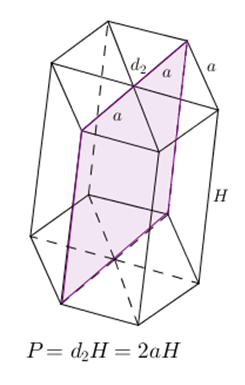 d₂
a
a
a
H
P = d₂H = 2aH